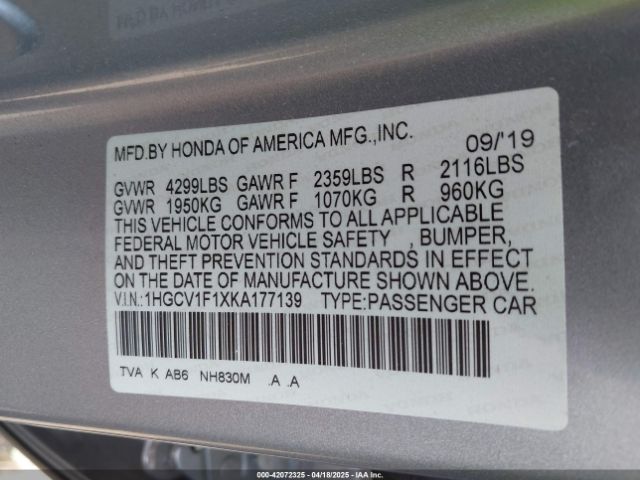 MFD.BY HONDA OF AMERICA MFG.,INC. 09/'19
GVWR 4299LBS GAWR F 2359LBS R 2116LBS
GVWR 1950KG GAWR F 1070KG R 960KG
THIS VEHICLE CONFORMS TO ALL APPLICABLE
FEDERAL MOTOR VEHICLE SAFETY , BUMPER,
AND THEFT PREVENTION STANDARDS IN EFFECT
ON THE DATE OF MANUFACTURE SHOWN ABOVE.
V.I.N.:1HGCV1F1XKA177139 TYPE:PASSENGER CAR
TVA K AB6 NH830M .A .A
000-42072325 - 04/18/2025 - IAAI.COM